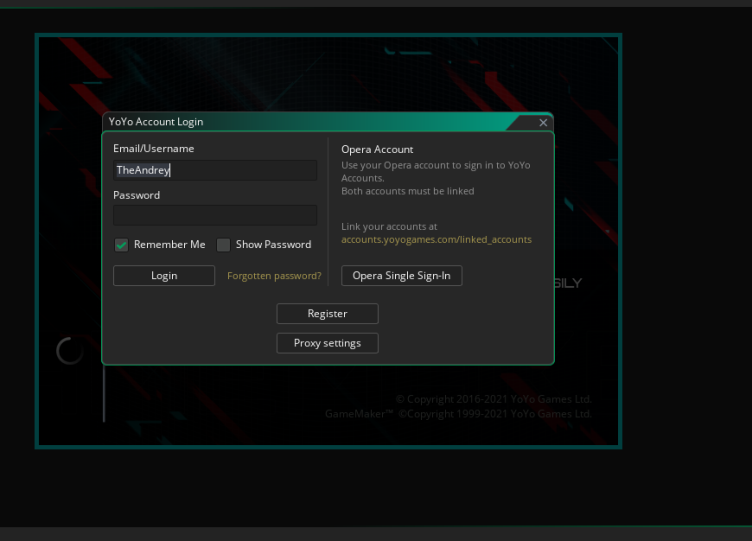 YoYo Account Login
Email/Username
TheAndrey
Password
Remember Me
Show Password
Login
Forgotten password?
Opera Account
Use your Opera account to sign in to YoYo
Accounts.
Both accounts must be linked
Link your accounts at
accounts.yoyogames.com/linked_accounts
Opera Single Sign-In
Register
Proxy settings
© Copyright 2016-2021 YoYo Games Ltd.
GameMaker™ ©Copyright 1999-2021 YoYo Games Ltd.